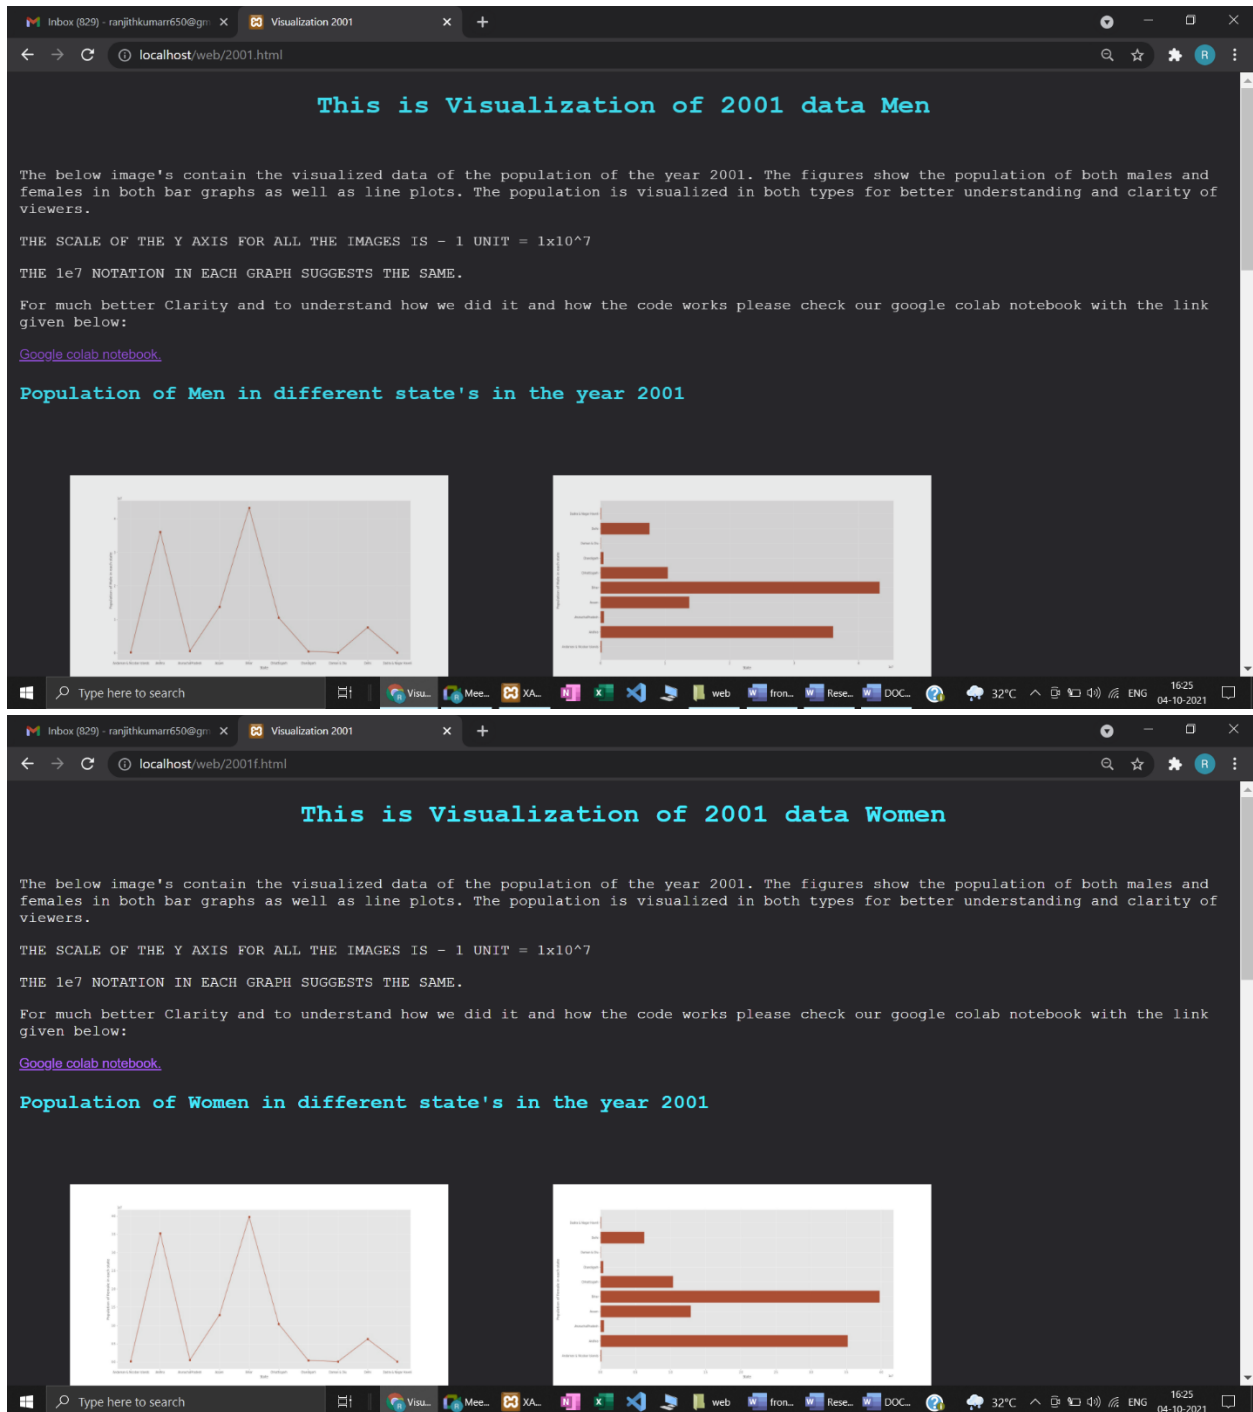 Inbox (829) - ranjithkumarr650@gm
Visualization 2001
localhost/web/2001.html
R
This is Visualization of 2001 data Men
The below image's contain the visualized data of the population of the year 2001. The figures show the population of both males and
females in both bar graphs as well as line plots. The population is visualized in both types for better understanding and clarity of
viewers.
THE SCALE OF THE Y AXIS FOR ALL THE IMAGES IS - 1 UNIT = 1x10^7
THE 1e7 NOTATION IN EACH GRAPH SUGGESTS THE SAME.
For much better Clarity and to understand how we did it and how the code works please check our google colab notebook with the link
given below:
Google colab notebook.
Population of Men in different state's in the year 2001
Type here to search
Visu...
Mee...
XA...
web
fron...
Rese...
DOC...
32°C
ENG
16:25
04-10-2021
Inbox (829) - ranjithkumarr650@gm
Visualization 2001
localhost/web/2001f.html
R
This is Visualization of 2001 data Women
The below image's contain the visualized data of the population of the year 2001. The figures show the population of both males and
females in both bar graphs as well as line plots. The population is visualized in both types for better understanding and clarity of
viewers.
THE SCALE OF THE Y AXIS FOR ALL THE IMAGES IS - 1 UNIT = 1x10^7
THE 1e7 NOTATION IN EACH GRAPH SUGGESTS THE SAME.
For much better Clarity and to understand how we did it and how the code works please check our google colab notebook with the link
given below:
Google colab notebook.
Population of Women in different state's in the year 2001
Type here to search
Visu...
Mee...
XA...
web
fron...
Rese...
DOC...
32°C
ENG
16:25
04-10-2021